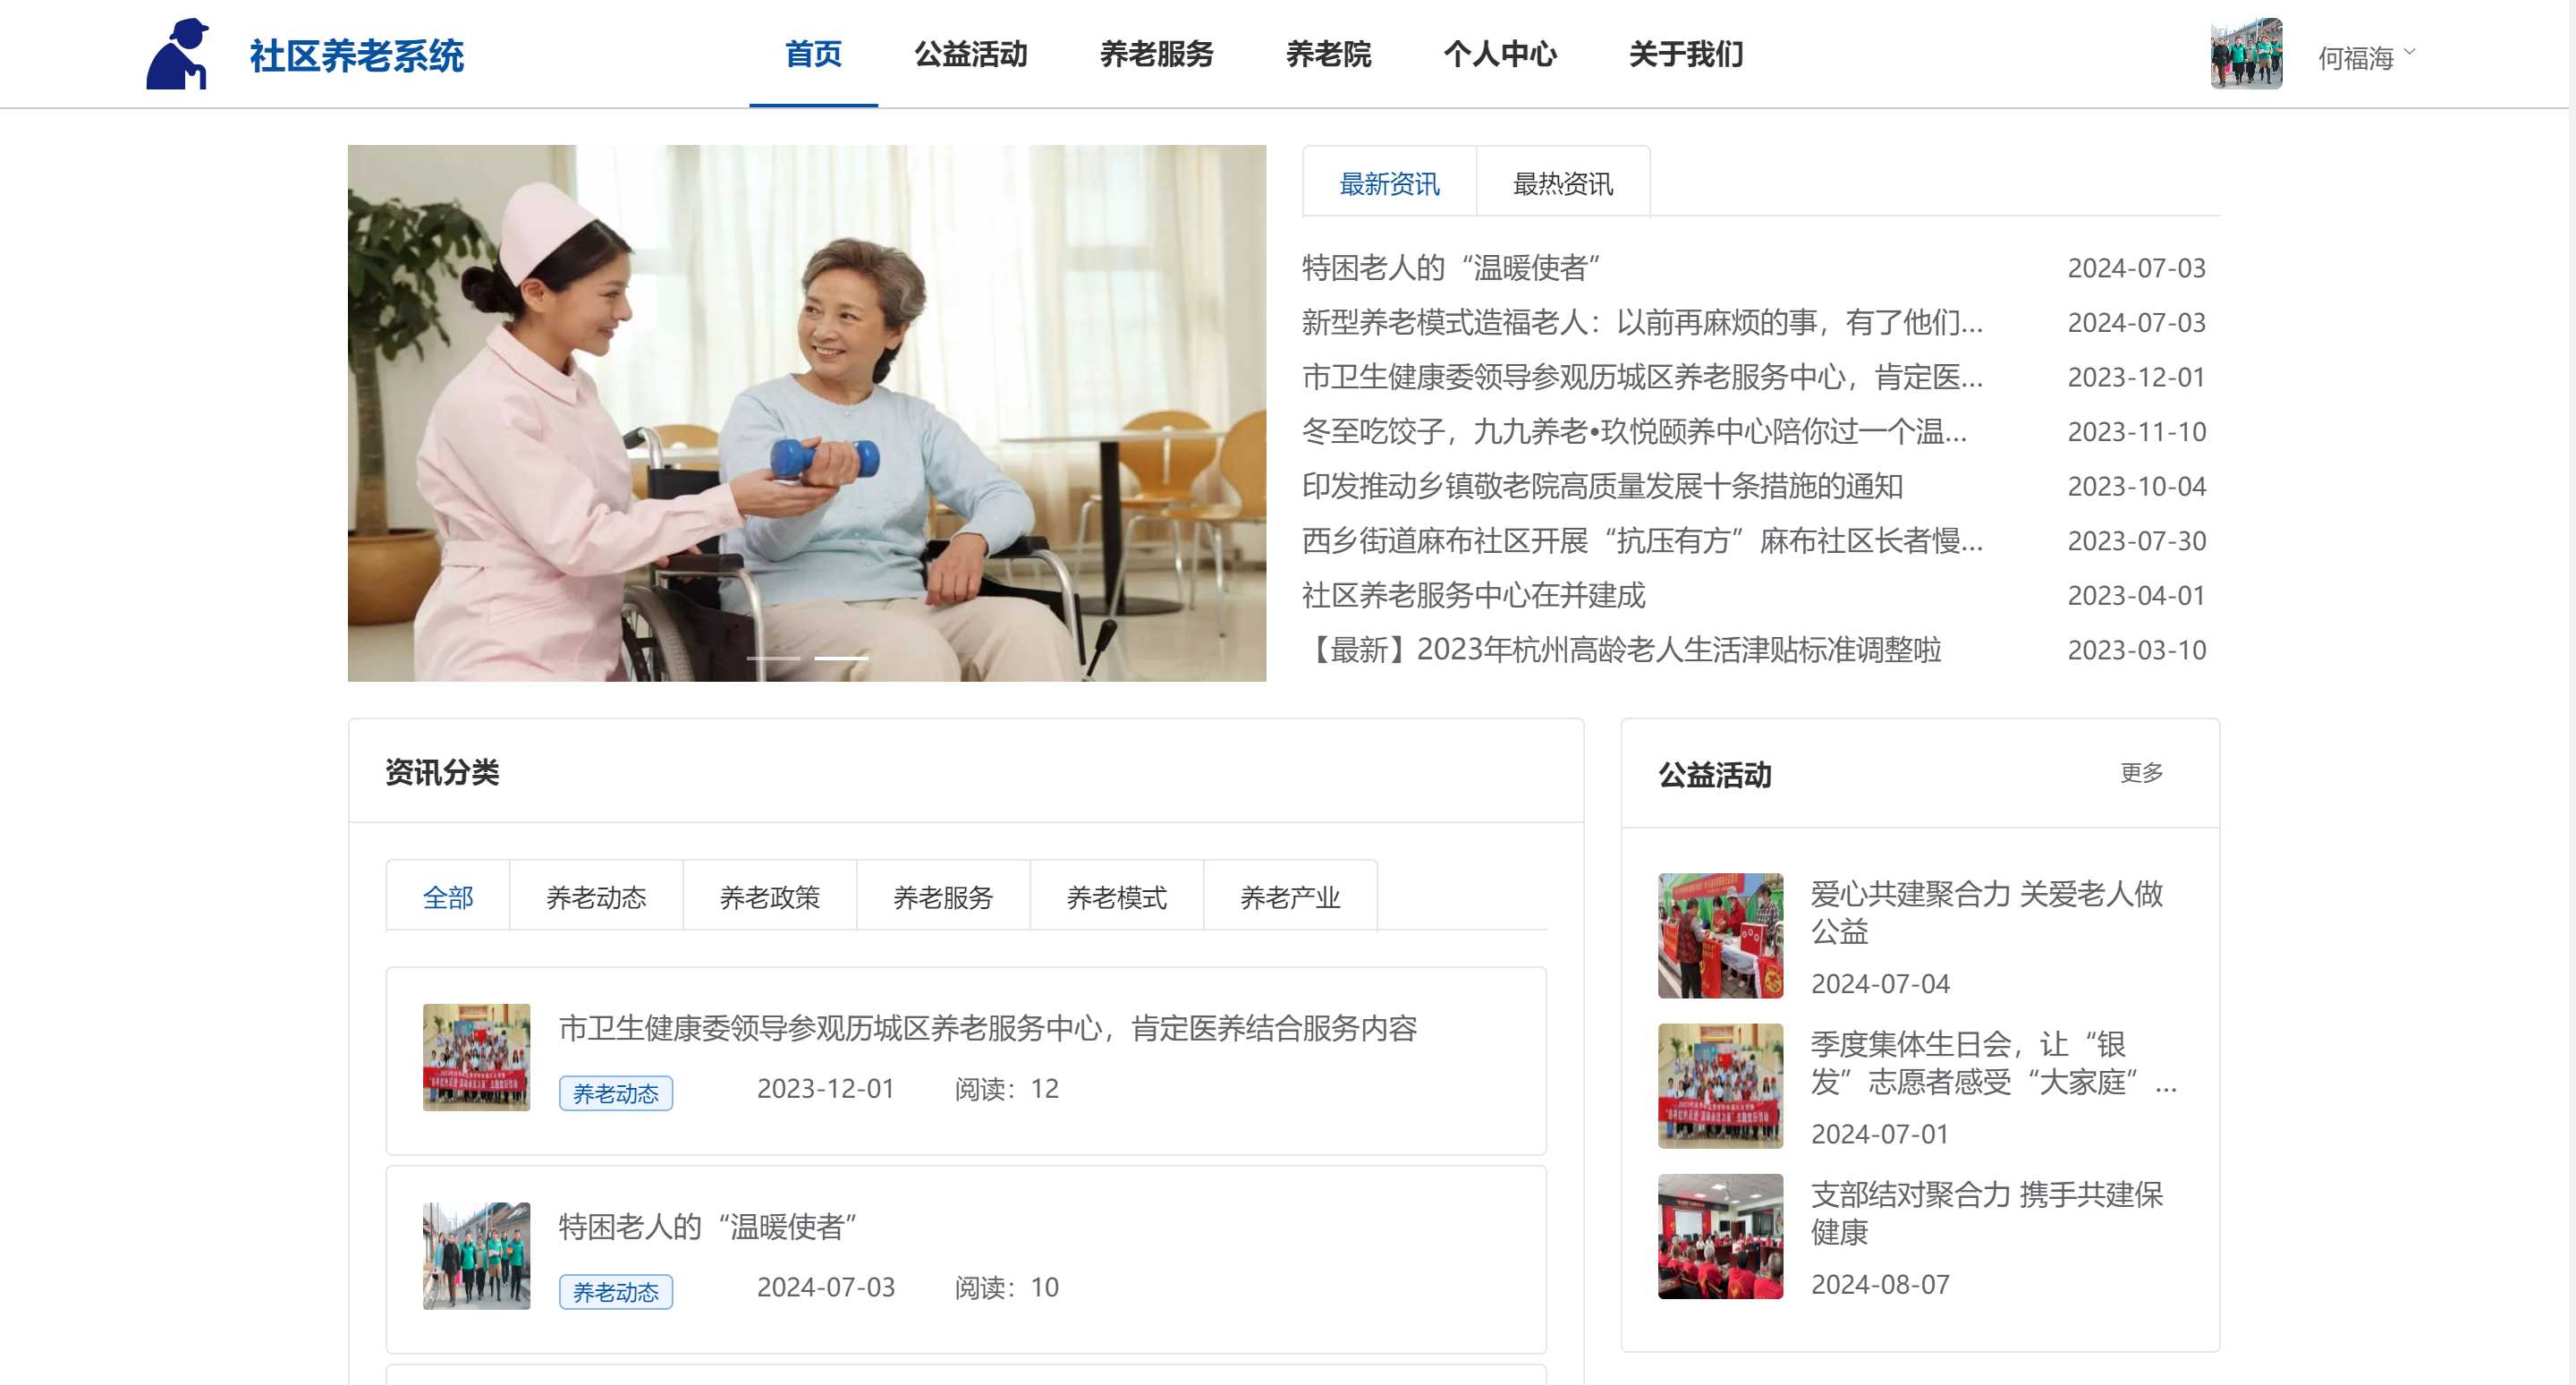 社区养老系统
首页 公益活动 养老服务 养老院 个人中心 关于我们
何福海
最新资讯 最热资讯
特困老人的“温暖使者” 2024-07-03
新型养老模式造福老人：以前再麻烦的事，有了他们... 2024-07-03
市卫生健康委领导参观历城区养老服务中心，肯定医... 2023-12-01
冬至吃饺子，九九养老•玖悦颐养中心陪你过一个温... 2023-11-10
印发推动乡镇敬老院高质量发展十条措施的通知 2023-10-04
西乡街道麻布社区开展“抗压有方”麻布社区长者慢... 2023-07-30
社区养老服务中心在并建成 2023-04-01
【最新】2023年杭州高龄老人生活津贴标准调整啦 2023-03-10
资讯分类
全部 养老动态 养老政策 养老服务 养老模式 养老产业
市卫生健康委领导参观历城区养老服务中心，肯定医养结合服务内容
养老动态 2023-12-01 阅读：12
特困老人的“温暖使者”
养老动态 2024-07-03 阅读：10
公益活动 更多
爱心共建聚合力 关爱老人做
公益
2024-07-04
季度集体生日会，让“银
发”志愿者感受“大家庭”...
2024-07-01
支部结对聚合力 携手共建保
健康
2024-08-07